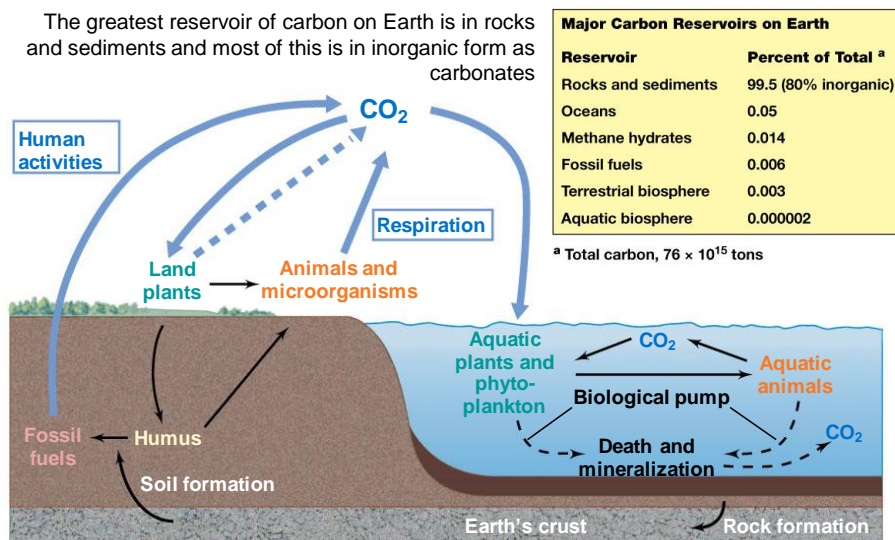 The greatest reservoir of carbon on Earth is in rocks
and sediments and most of this is in inorganic form as
carbonates
Major Carbon Reservoirs on Earth
Reservoir Percent of Total ᵃ
Rocks and sediments 99.5 (80% inorganic)
Oceans 0.05
Methane hydrates 0.014
Fossil fuels 0.006
Terrestrial biosphere 0.003
Aquatic biosphere 0.000002
ᵃ Total carbon, 76 × 10¹⁵ tons
CO₂
Human
activities
Respiration
Land
plants
Animals and
microorganisms
Aquatic
plants and
phyto-
plankton
CO₂
Aquatic
animals
Biological pump
Death and
mineralization
CO₂
Fossil
fuels
Humus
Soil formation
Earth's crust
Rock formation